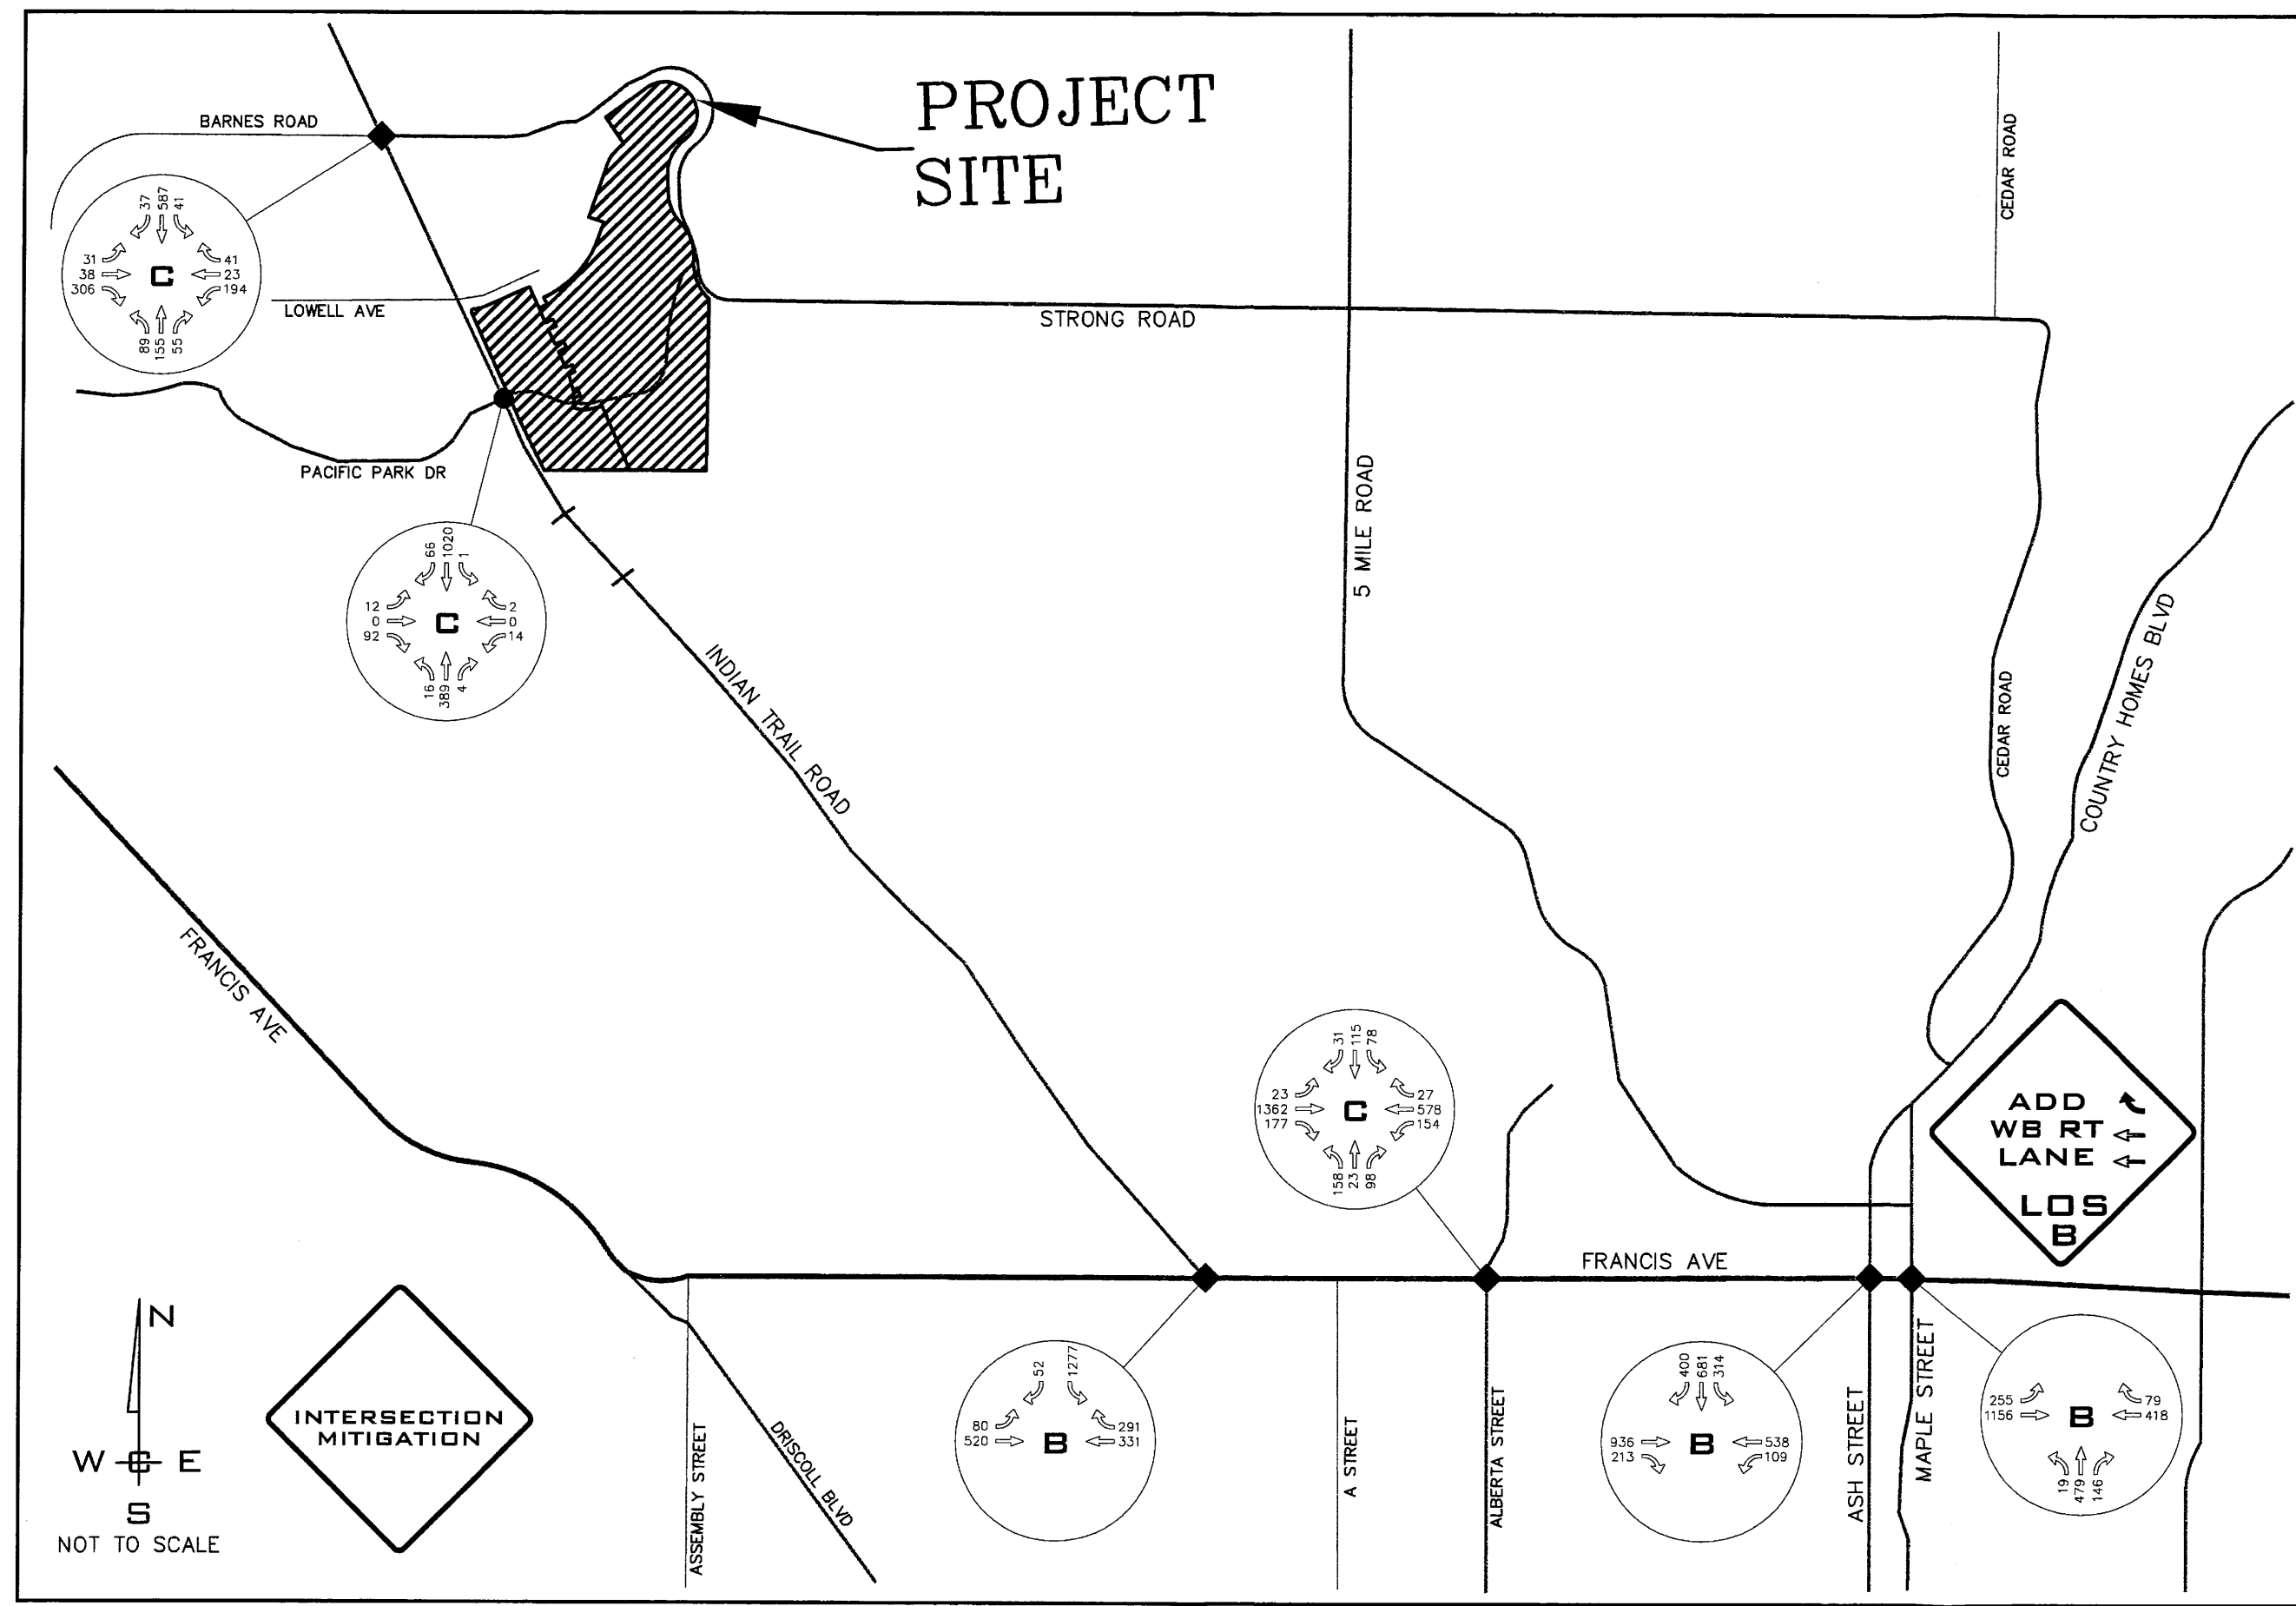 PROJECT
SITE
BARNES ROAD
CEDAR ROAD
37
587
41
31
38
306
C
41
23
194
89
155
55
LOWELL AVE
STRONG ROAD
PACIFIC PARK DR
5 MILE ROAD
66
1020
1
12
0
92
C
2
0
14
16
389
4
INDIAN TRAIL ROAD
CEDAR ROAD
COUNTRY HOMES BLVD
FRANCIS AVE
31
115
78
23
1362
177
C
27
578
154
158
23
98
ADD
WB RT
LANE
LOS
B
FRANCIS AVE
N
W C E
S
NOT TO SCALE
INTERSECTION
MITIGATION
ASSEMBLY STREET
DRISCOLL BLVD
52
1277
80
520
B
291
331
A STREET
ALBERTA STREET
400
681
314
936
213
B
538
109
ASH STREET
MAPLE STREET
255
1156
B
79
418
19
479
146